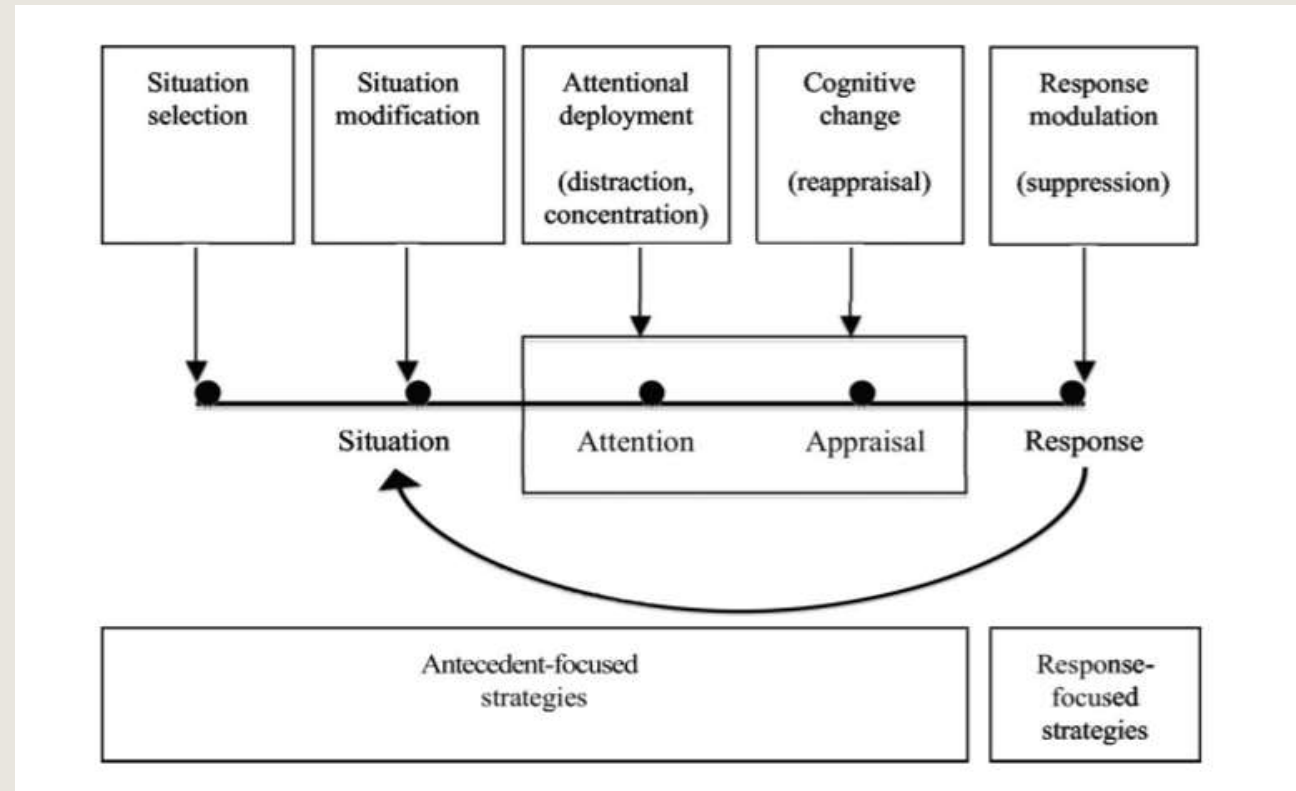 Situation
selection
Situation
modification
Attentional
deployment
(distraction,
concentration)
Cognitive
change
(reappraisal)
Response
modulation
(suppression)
Situation
Attention
Appraisal
Response
Antecedent-focused
strategies
Response-
focused
strategies